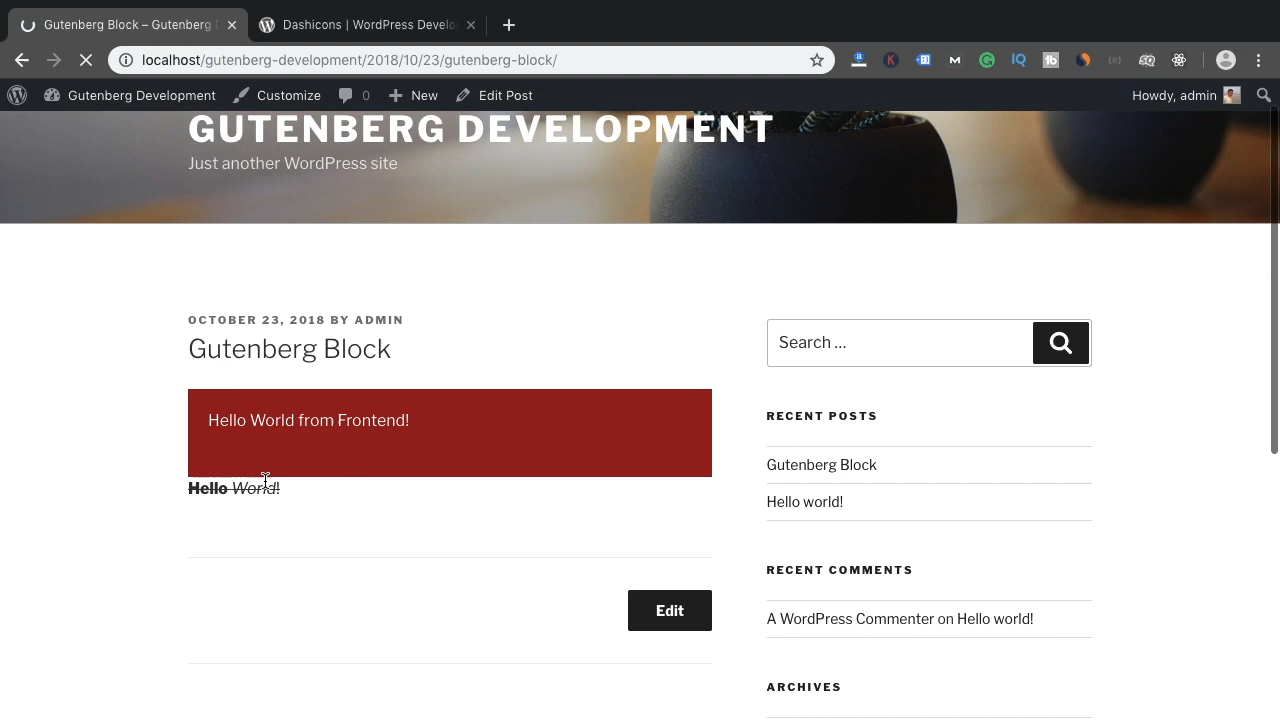 Gutenberg Block – Gutenberg
Dashicons | WordPress Develo
localhost/gutenberg-development/2018/10/23/gutenberg-block/
Gutenberg Development
Customize
0
New
Edit Post
Howdy, admin
GUTENBERG DEVELOPMENT
Just another WordPress site
OCTOBER 23, 2018 BY ADMIN
Gutenberg Block
Hello World from Frontend!
Hello World!
Edit
Search …
RECENT POSTS
Gutenberg Block
Hello world!
RECENT COMMENTS
A WordPress Commenter on Hello world!
ARCHIVES